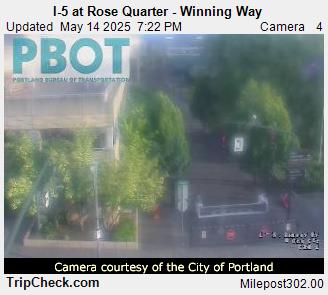 I-5 at Rose Quarter - Winning Way
Updated May 14 2025 7:22 PM Camera 4
PBOT
PORTLAND BUREAU OF TRANSPORTATION
Camera courtesy of the City of Portland
TripCheck.com Milepost302.00